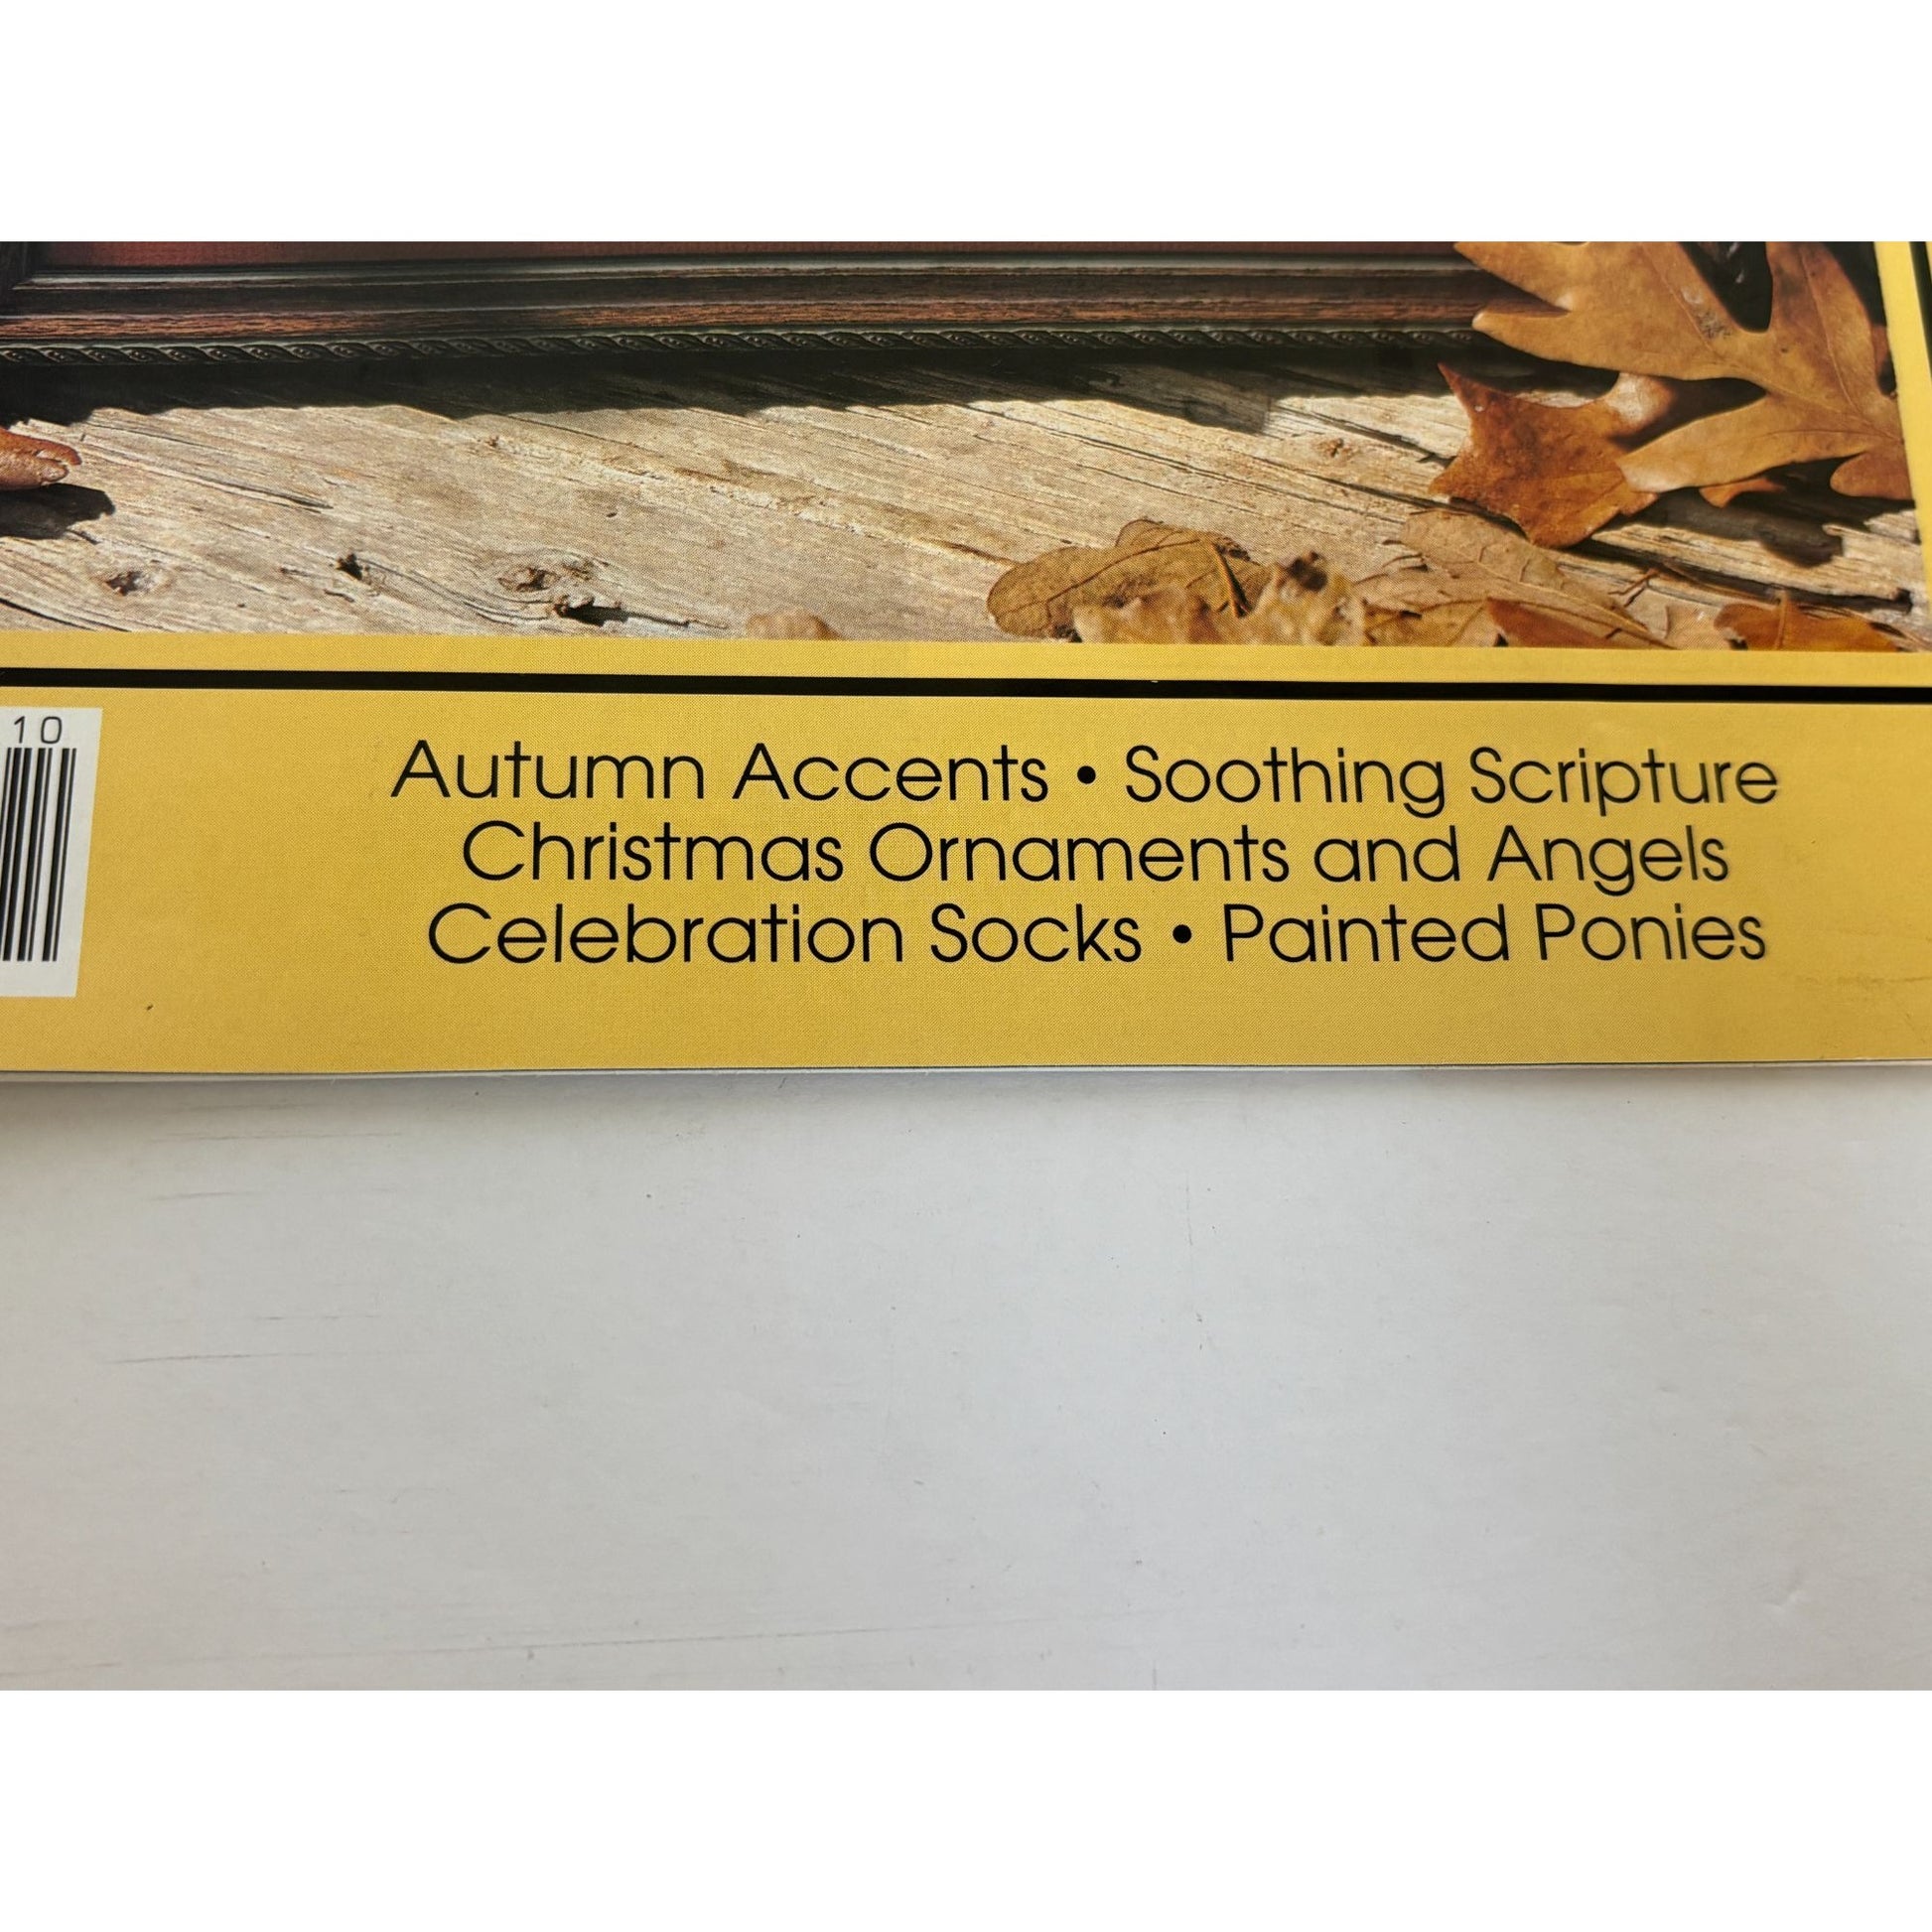 10
Autumn Accents • Soothing Scripture
Christmas Ornaments and Angels
Celebration Socks • Painted Ponies